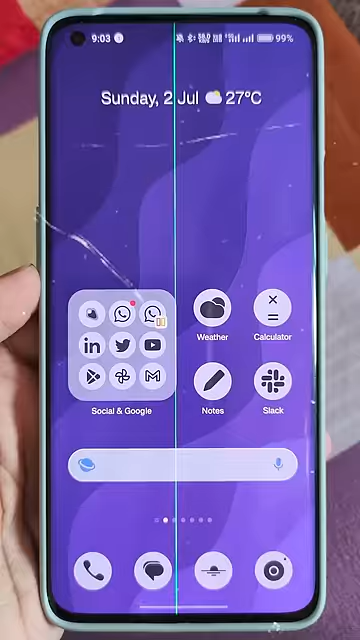 9:03
99%
Sunday, 2 Jul 27°C
Weather
Calculator
Social & Google
Notes
Slack